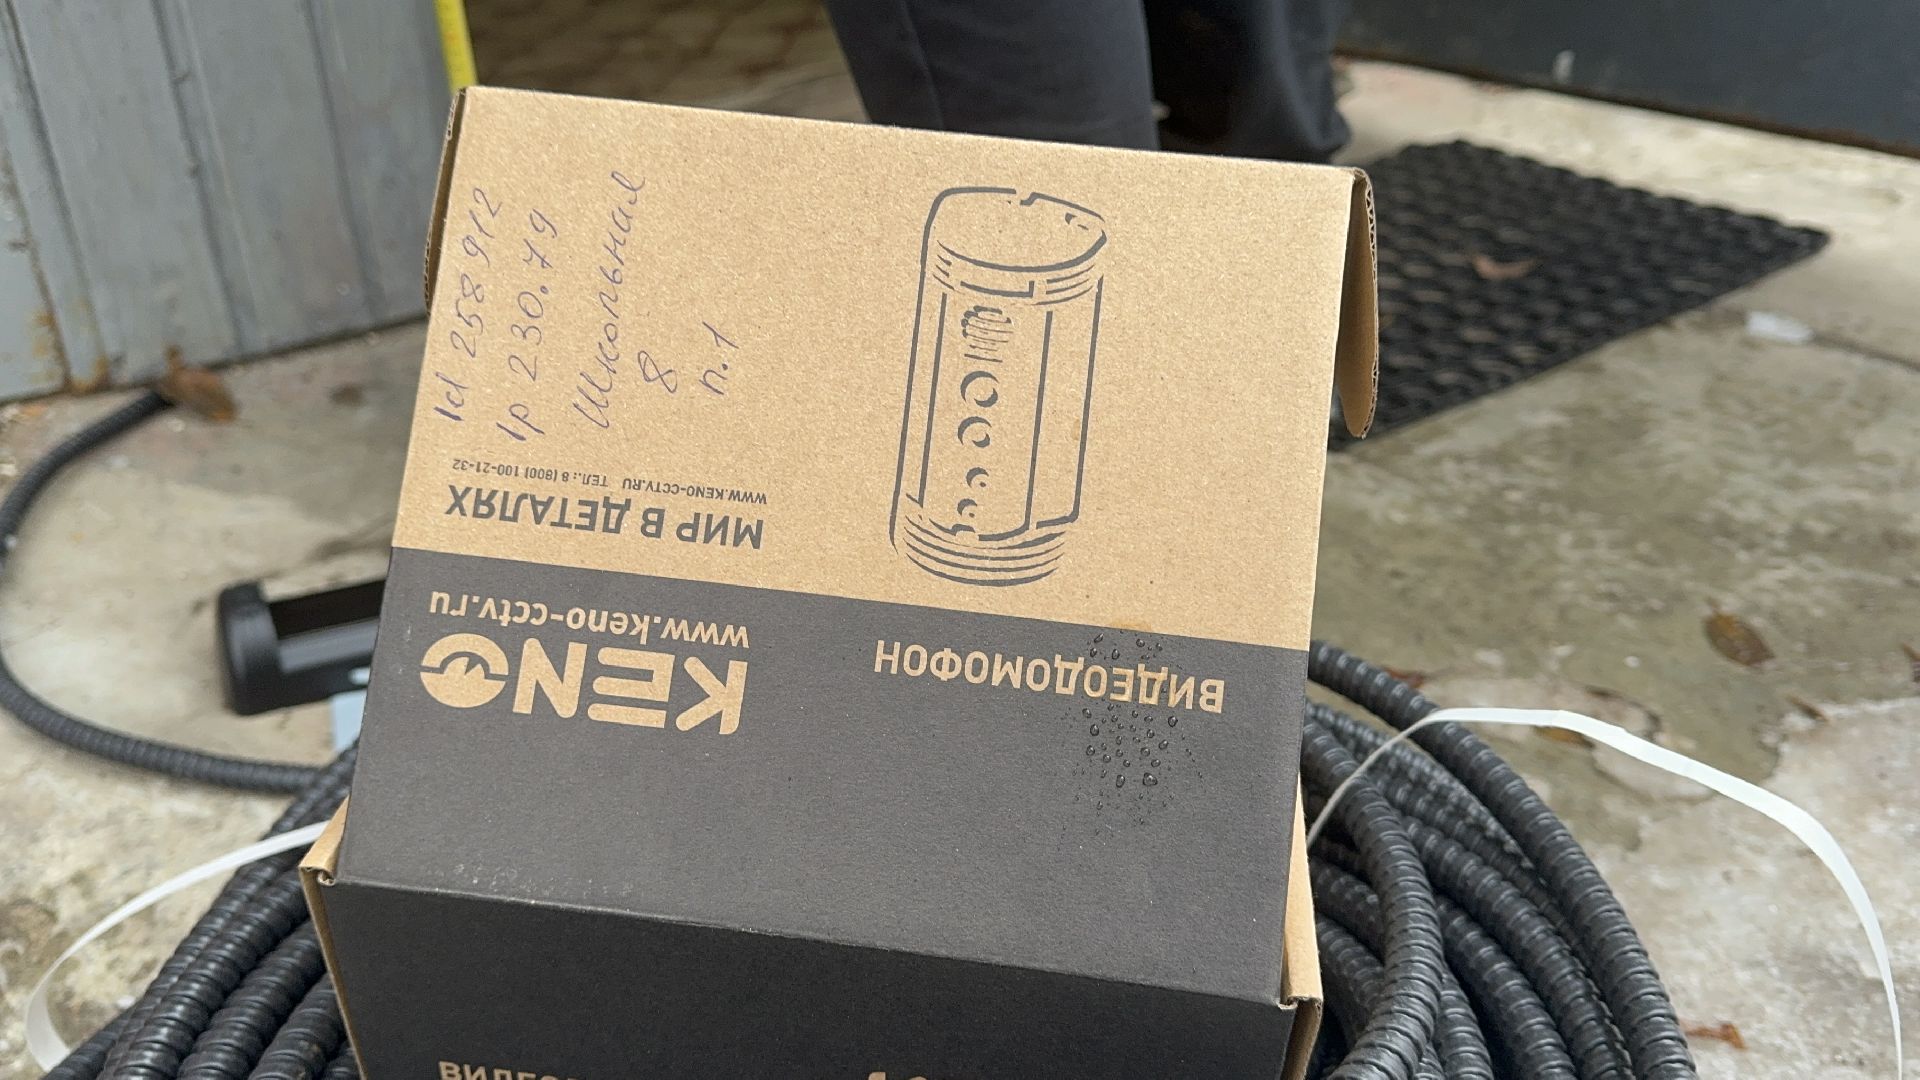 Id 258912
Ip 230.79
Школьная
8
п.1
WWW.KENO-CCTV.RU ТЕЛ.: 8 (800) 100-21-32
МИР В ДЕТАЛЯХ
www.keno-cctv.ru
KENO
ВИДЕОДОМОФОН